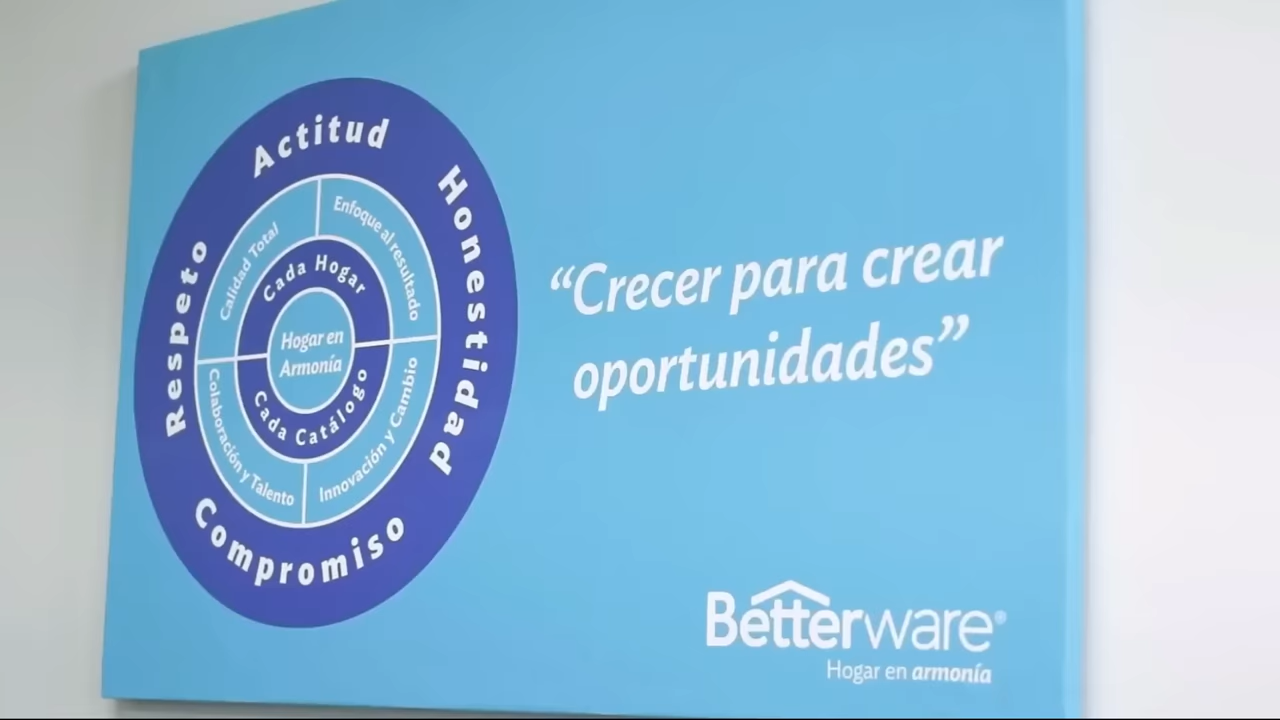 Actitud
Honestidad
Respeto
Compromiso
Calidad Total
Enfoque al resultado
Colaboración y Talento
Innovación y Cambio
Cada Hogar
Cada Catálogo
Hogar en
Armonía
“Crecer para crear
oportunidades”
Betterware®
Hogar en armonía